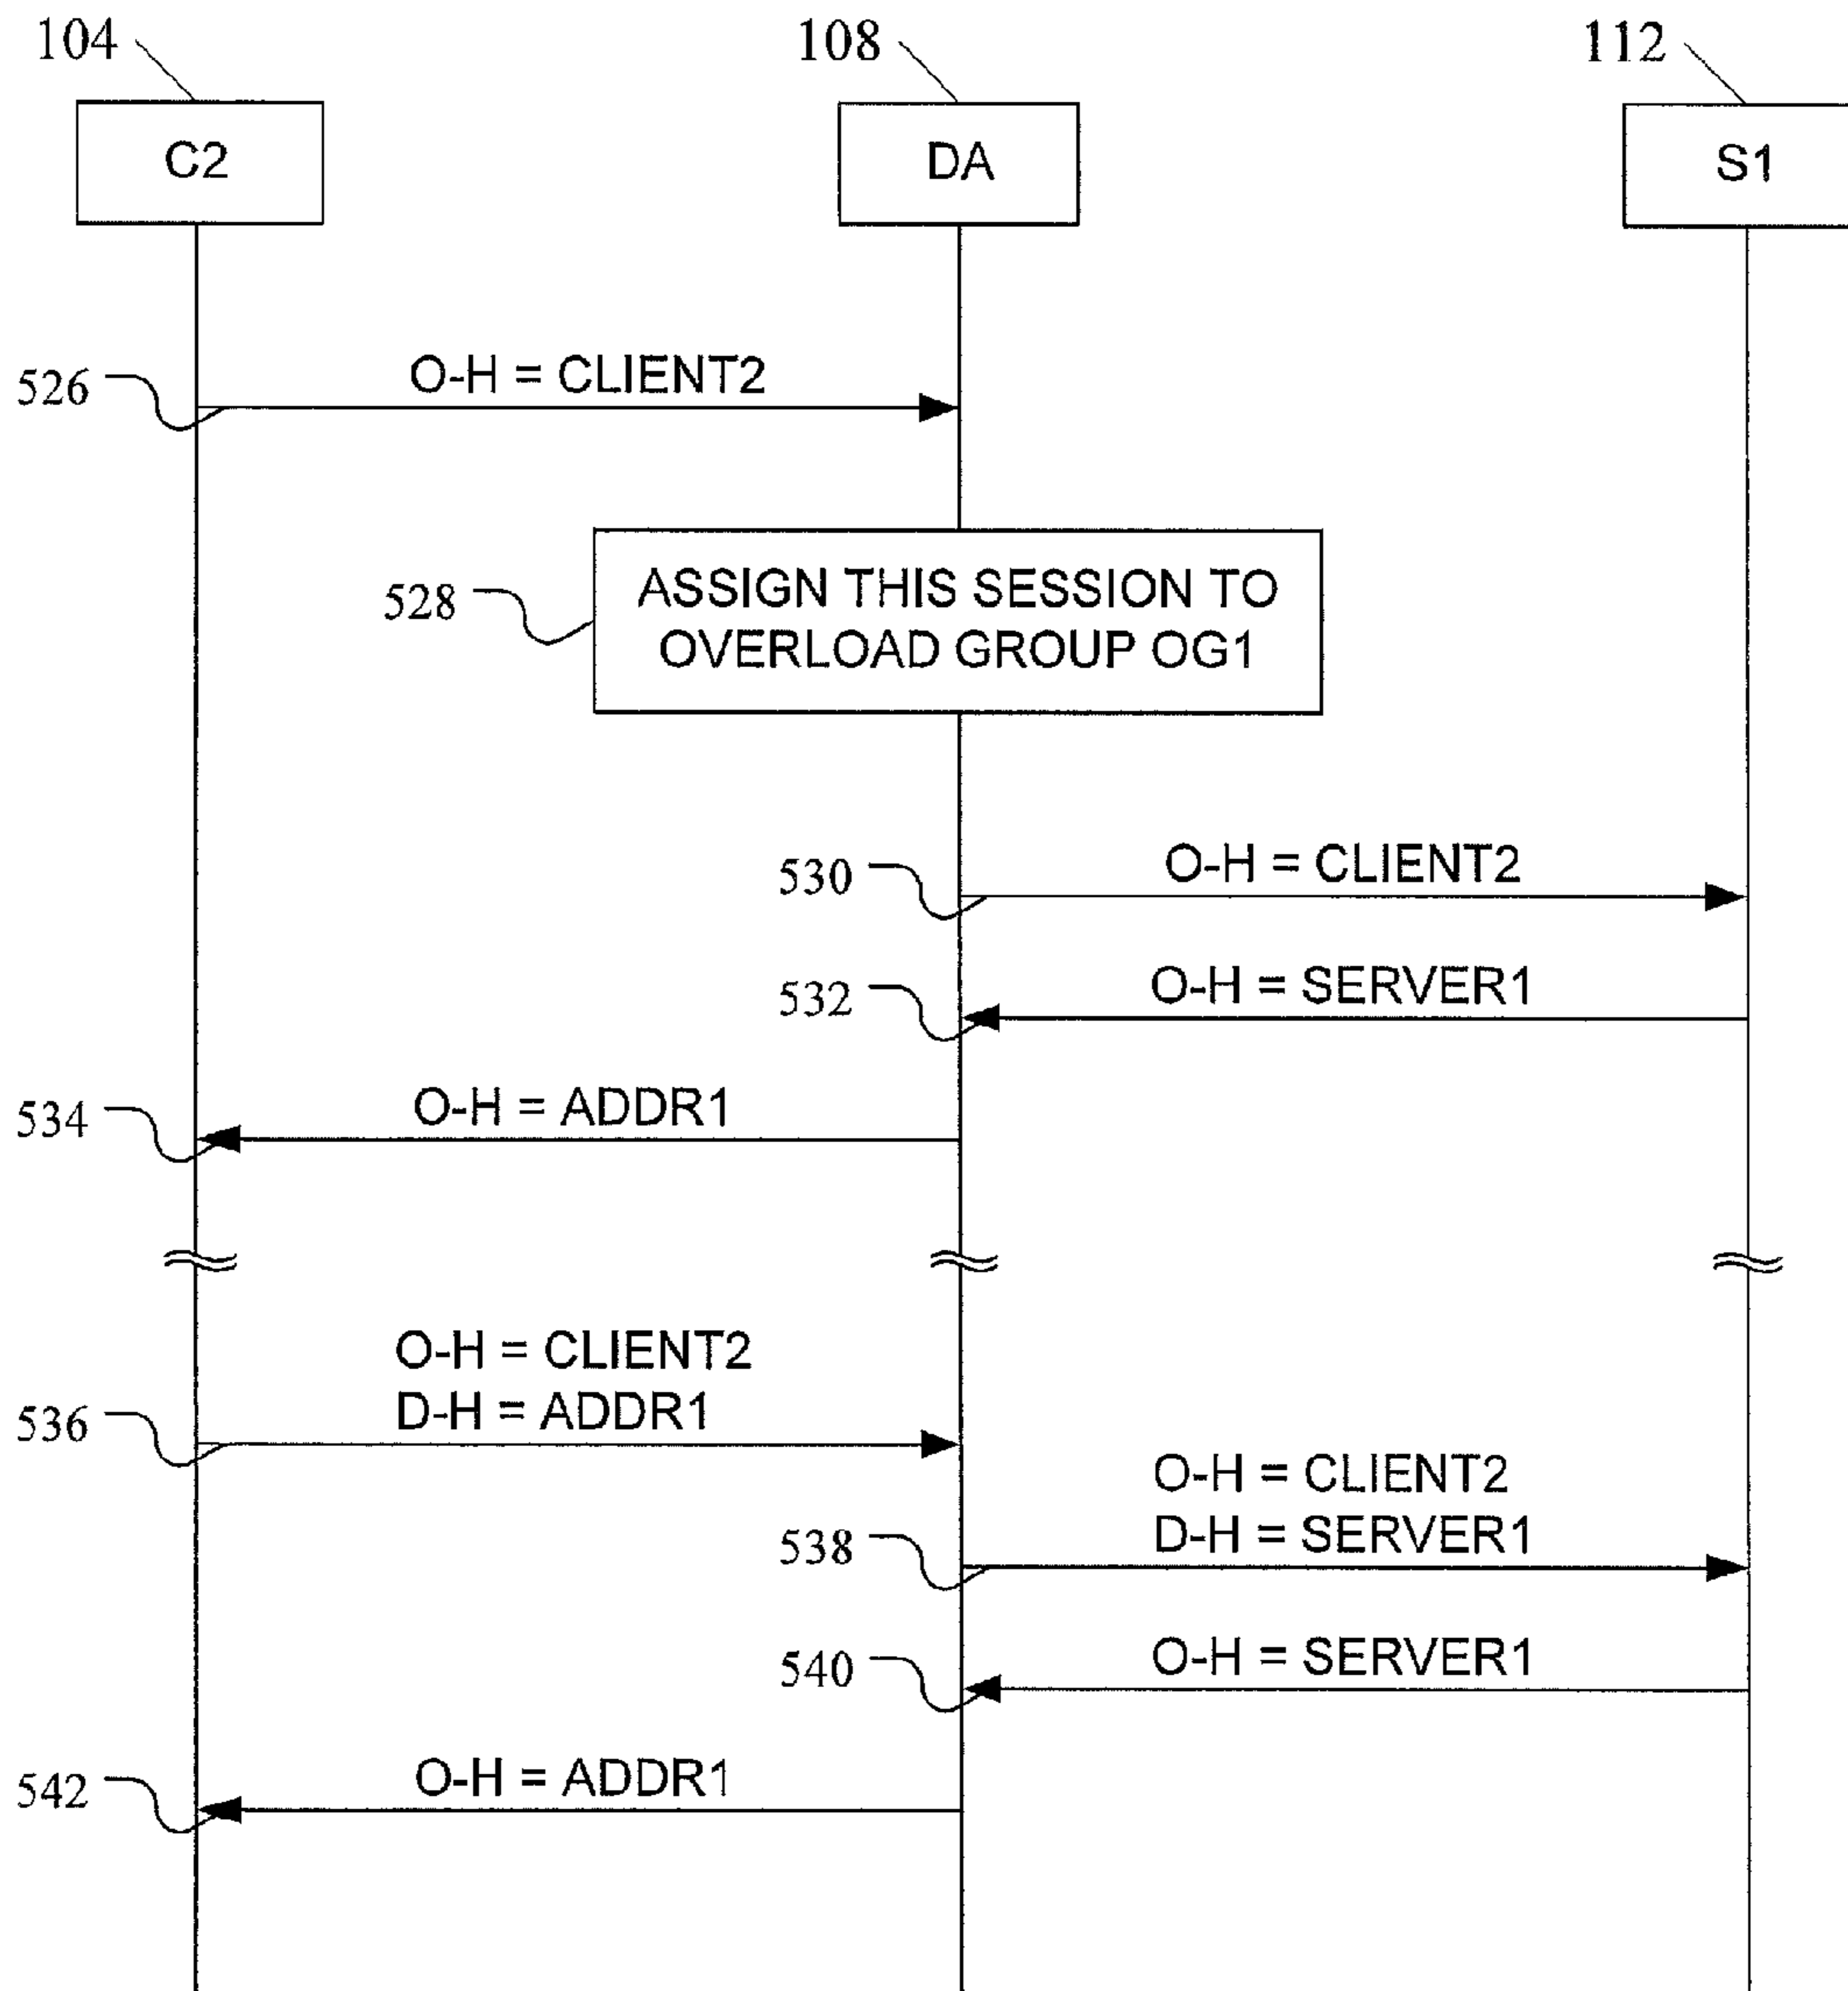 104
108
112
C2
DA
S1
526
O-H = CLIENT2
528
ASSIGN THIS SESSION TO
OVERLOAD GROUP OG1
530
O-H = CLIENT2
532
O-H = SERVER1
534
O-H = ADDR1
536
O-H = CLIENT2
D-H = ADDR1
538
O-H = CLIENT2
D-H = SERVER1
540
O-H = SERVER1
542
O-H = ADDR1